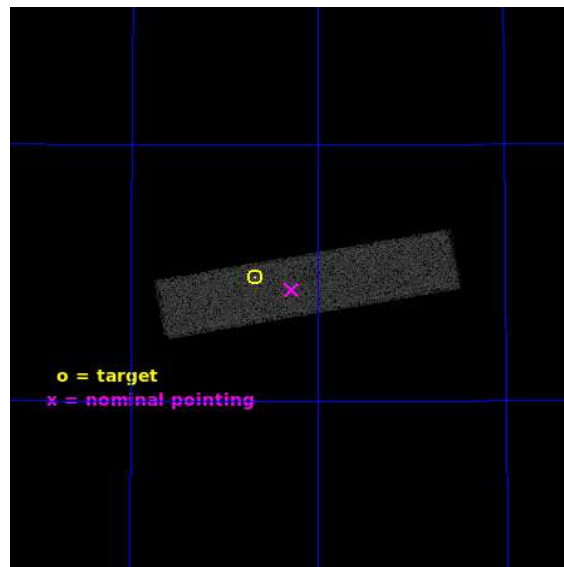 o = target
x = nominal pointing